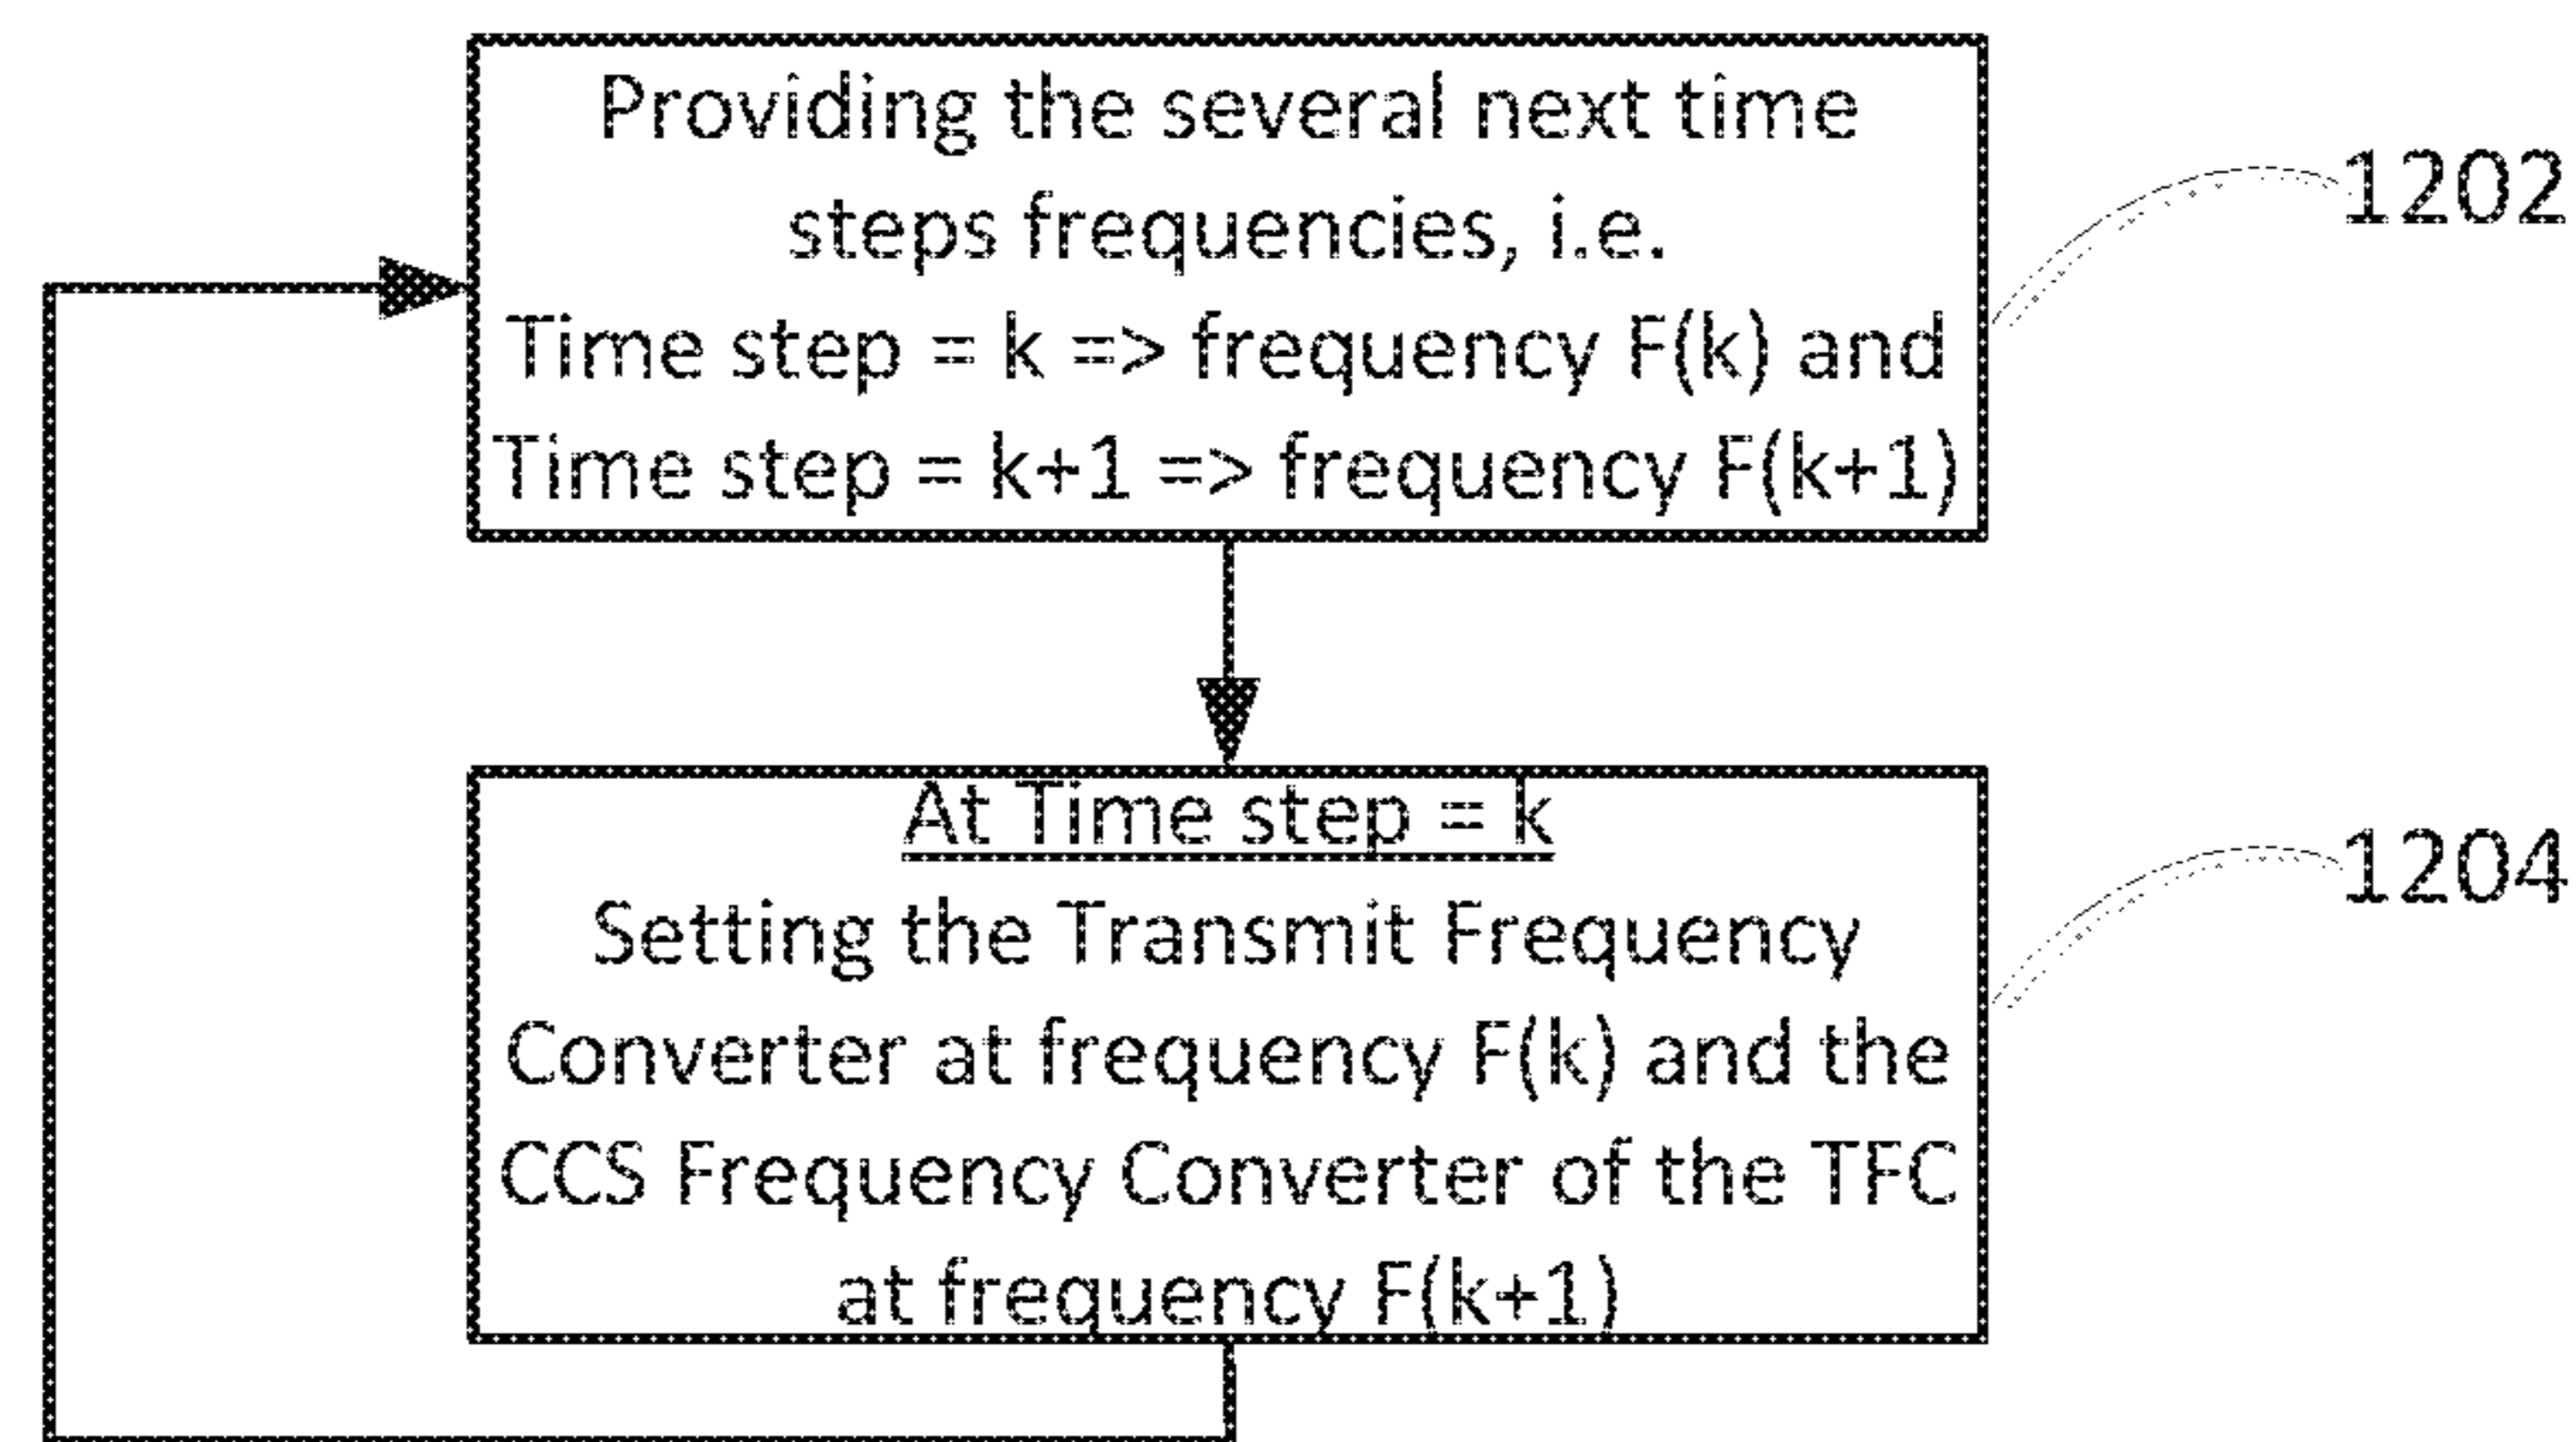 Providing the several next time
steps frequencies, i.e.
Time step = k => frequency F(k) and
Time step = k+1 => frequency F(k+1)
1202
At Time step = k
Setting the Transmit Frequency
Converter at frequency F(k) and the
CCS Frequency Converter of the TFC
at frequency F(k+1)
1204